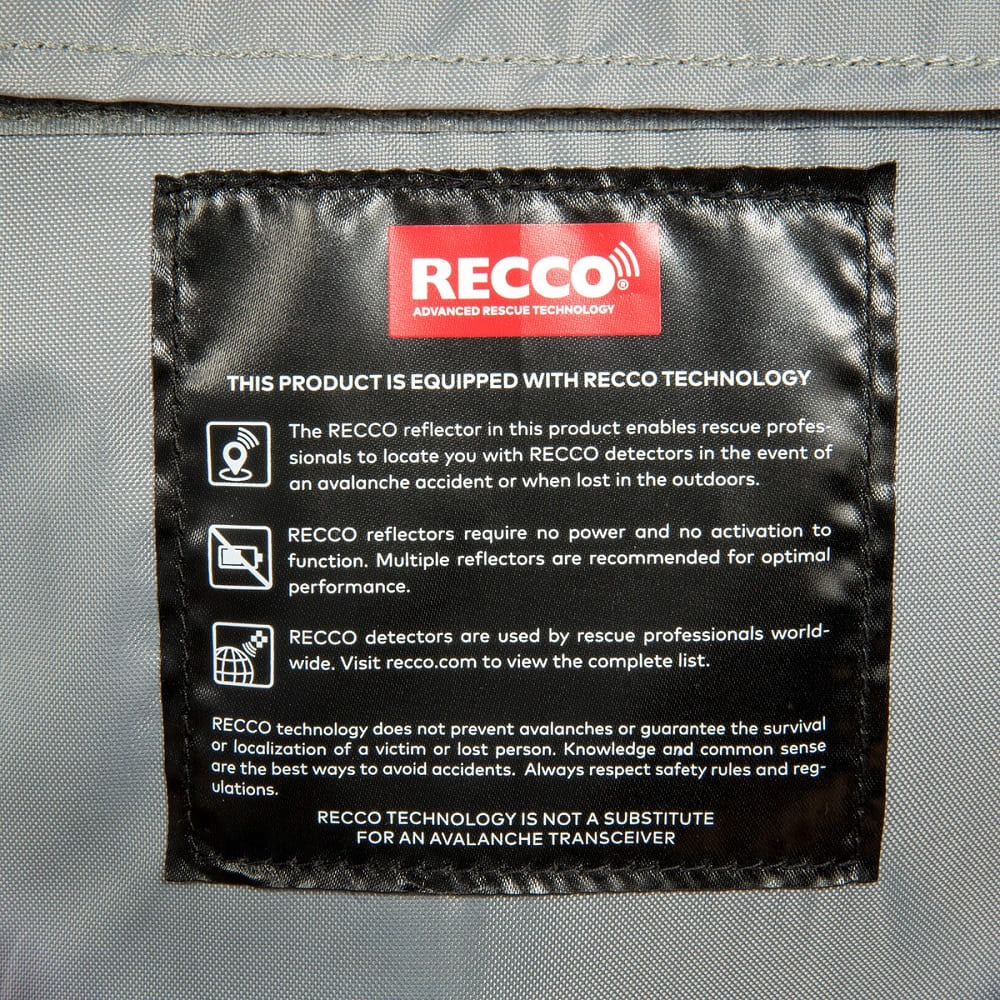 RECCO®
ADVANCED RESCUE TECHNOLOGY
THIS PRODUCT IS EQUIPPED WITH RECCO TECHNOLOGY
The RECCO reflector in this product enables rescue profes-
sionals to locate you with RECCO detectors in the event of
an avalanche accident or when lost in the outdoors.
RECCO reflectors require no power and no activation to
function. Multiple reflectors are recommended for optimal
performance.
RECCO detectors are used by rescue professionals world-
wide. Visit recco.com to view the complete list.
RECCO technology does not prevent avalanches or guarantee the survival
or localization of a victim or lost person. Knowledge and common sense
are the best ways to avoid accidents. Always respect safety rules and reg-
ulations.
RECCO TECHNOLOGY IS NOT A SUBSTITUTE
FOR AN AVALANCHE TRANSCEIVER